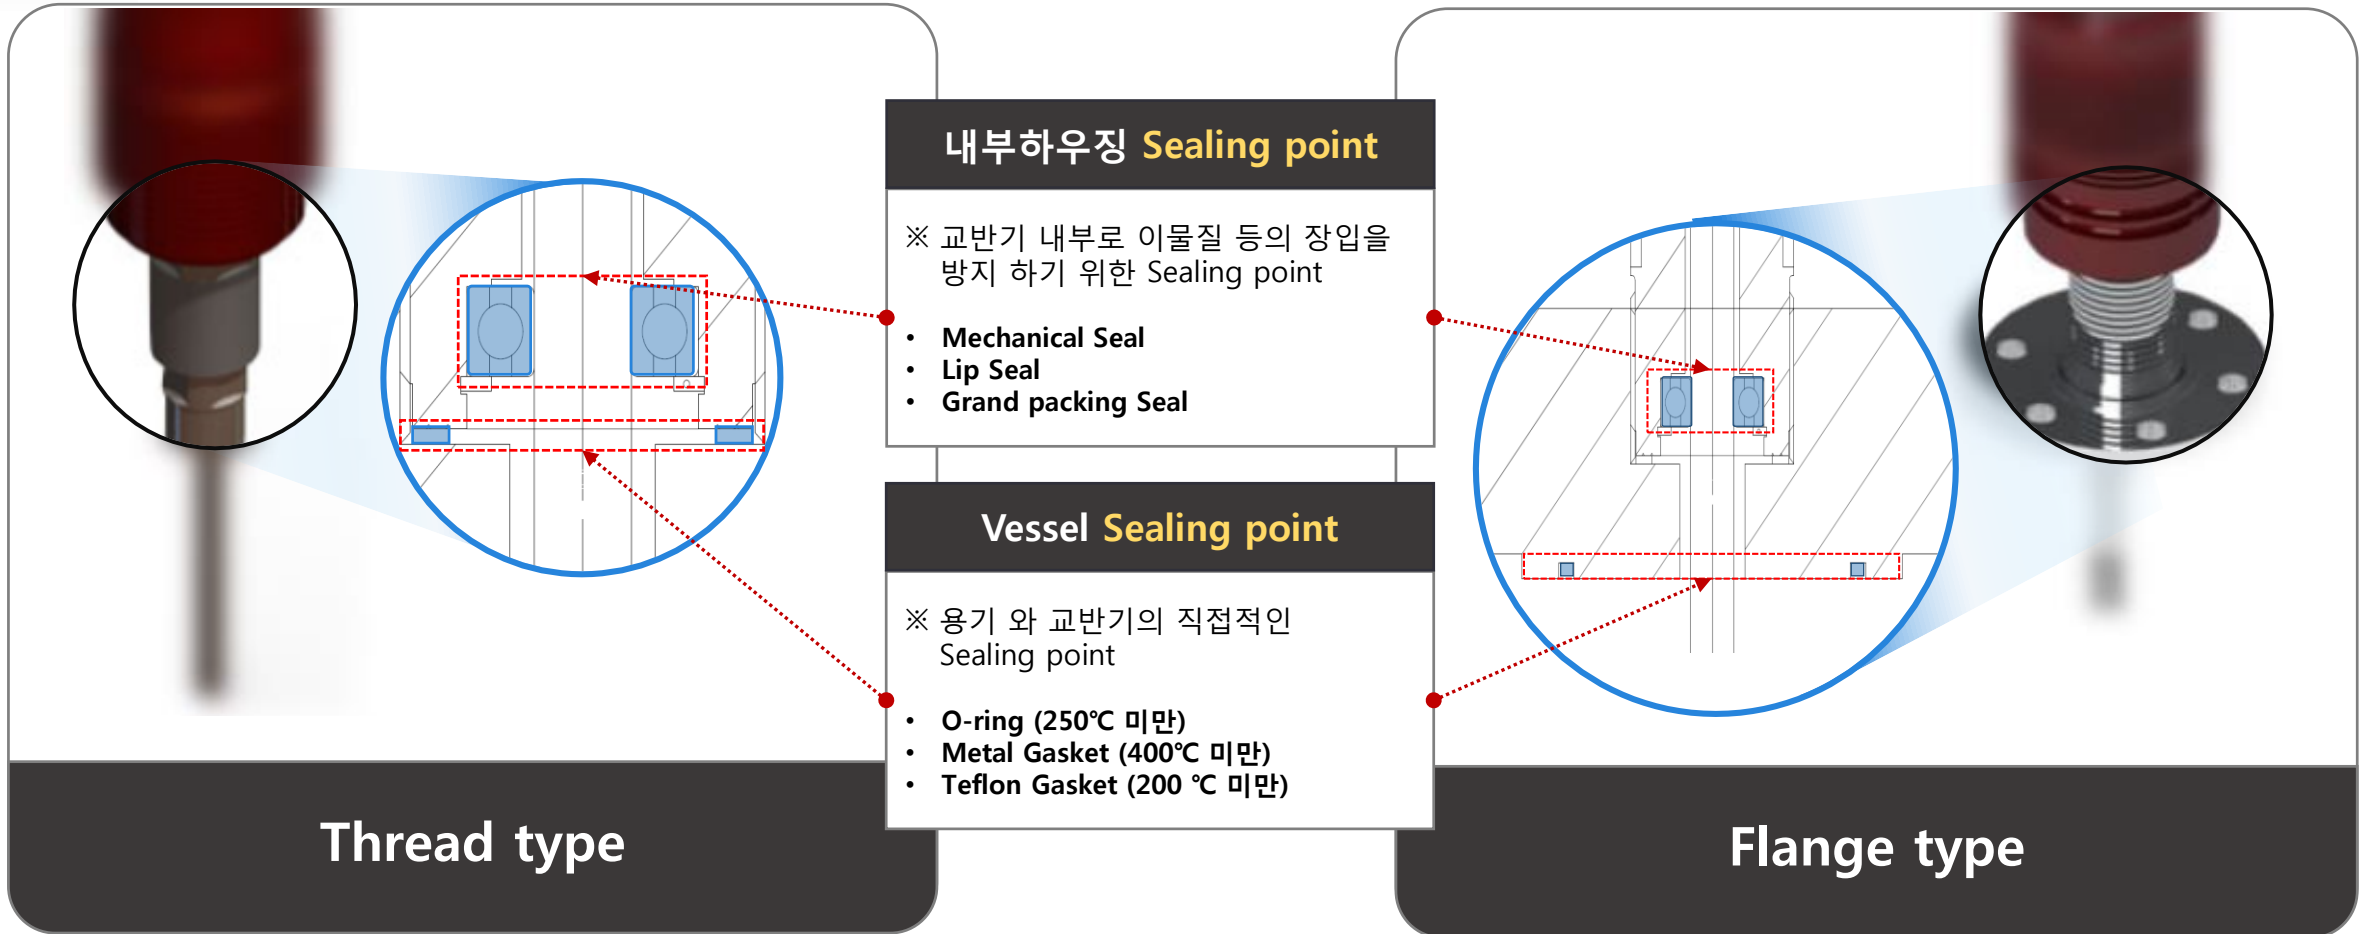 내부하우징 Sealing point
※ 교반기 내부로 이물질 등의 장입을
방지 하기 위한 Sealing point
• Mechanical Seal
• Lip Seal
• Grand packing Seal
Vessel Sealing point
※ 용기 와 교반기의 직접적인
Sealing point
• O-ring (250℃ 미만)
• Metal Gasket (400℃ 미만)
• Teflon Gasket (200 ℃ 미만)
Thread type
Flange type